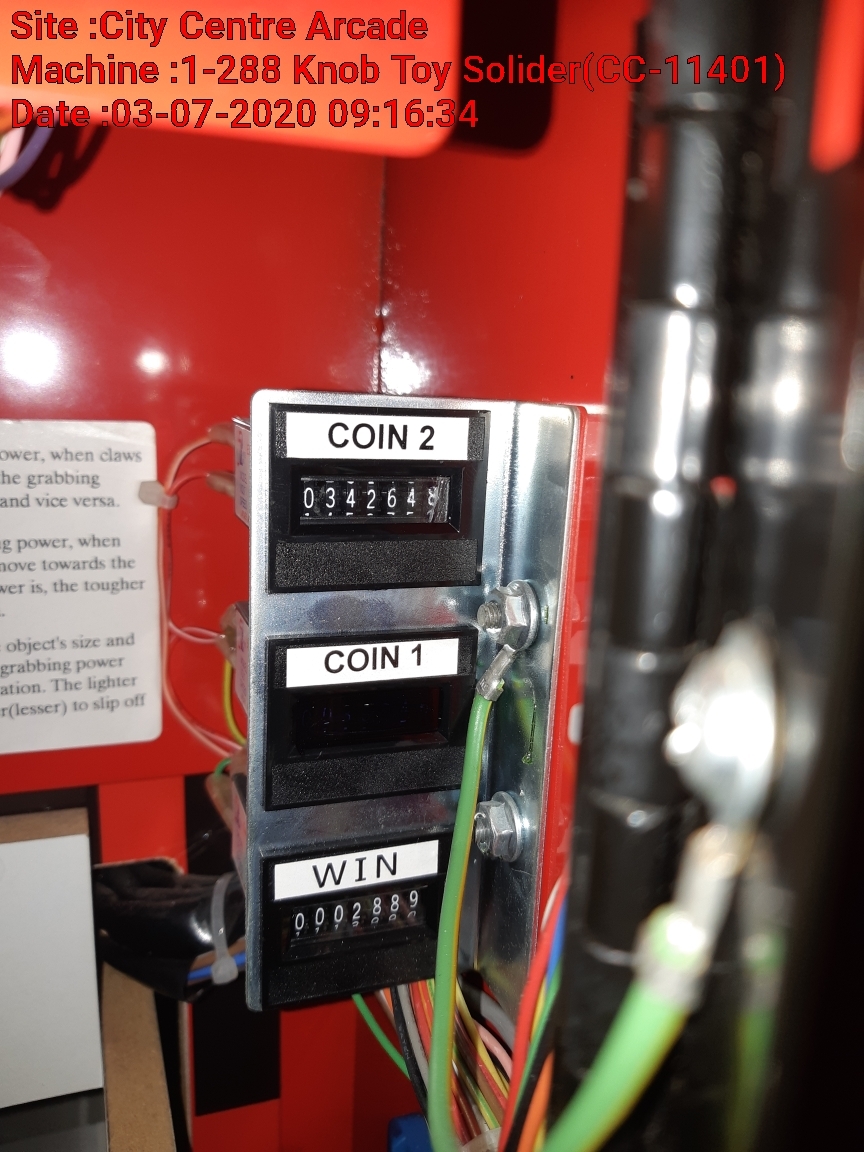 Site :City Centre Arcade
Machine :1-288 Knob Toy Solider(CC-11401)
Date :03-07-2020 09:16:34
COIN 2
034264
ower, when claws
he grabbing
and vice versa.
g power, when
nove towards the
wer is, the tougher
object's size and
grabbing power
ation. The lighter
r(lesser) to slip off
COIN 1
WIN
0002889